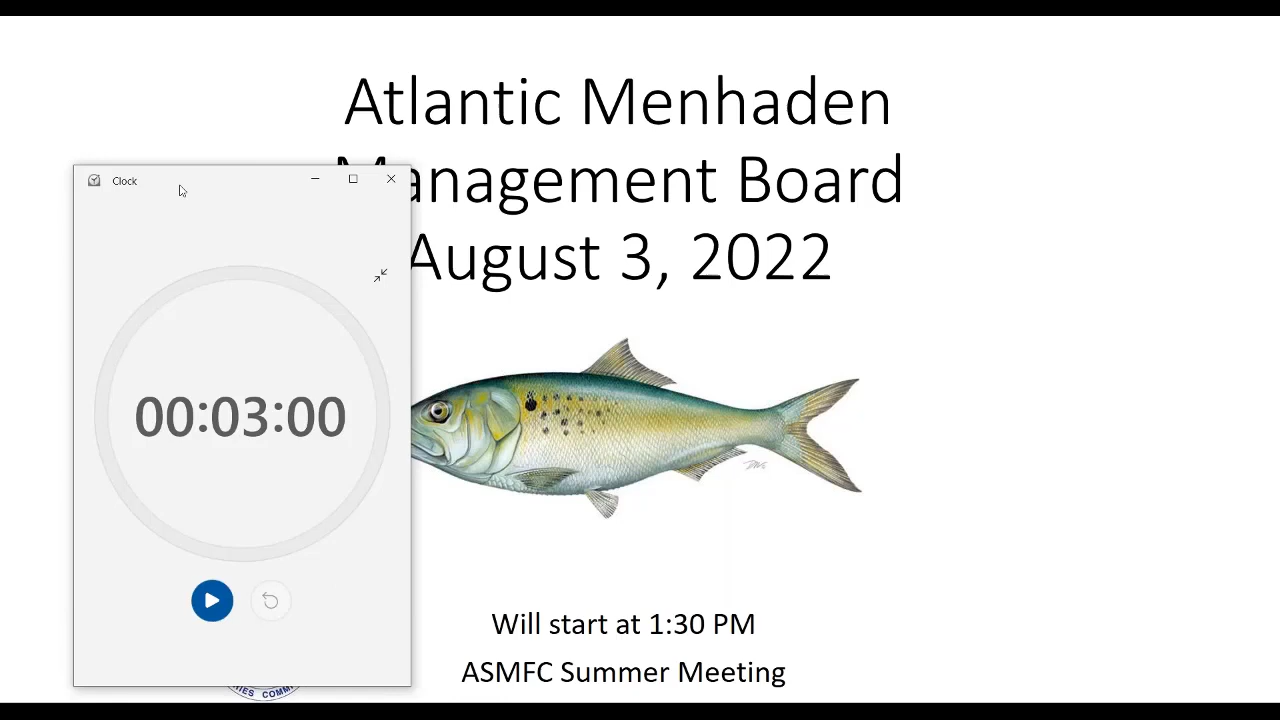 Atlantic Menhaden
Management Board
August 3, 2022
Clock
00:03:00
Will start at 1:30 PM
ASMFC Summer Meeting